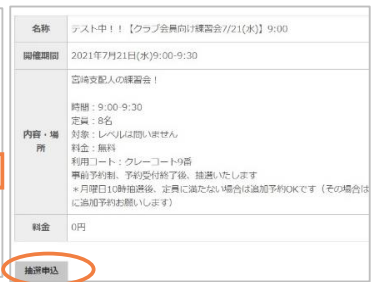 名称
テスト中！！【クラブ会員向け練習会7/21(水)】9:00
開催期間
2021年7月21日(水)9:00-9:30
内容・場所
宮崎支配人の練習会！
時間：9:00-9:30
定員：8名
対象：レベルは問いません
料金：無料
利用コート：クレーコート9番
事前予約制、予約受付終了後、抽選いたします
＊月曜日10時抽選後、定員に満たない場合は追加予約OKです（その場合は
に追加予約お願いします）
料金
0円
抽選申込